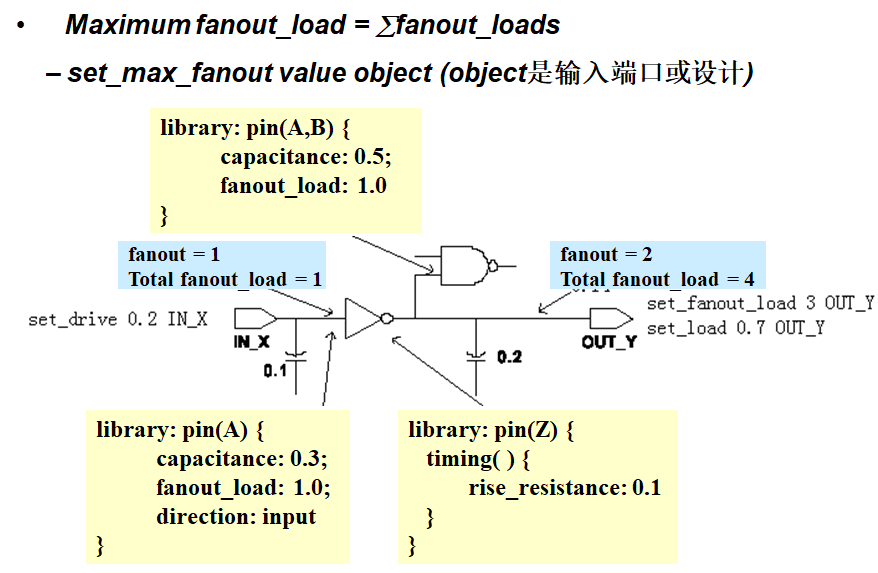 • Maximum fanout_load = ∑fanout_loads
– set_max_fanout value object (object是输入端口或设计)
library: pin(A,B) {
capacitance: 0.5;
fanout_load: 1.0
}
fanout = 1
Total fanout_load = 1
fanout = 2
Total fanout_load = 4
set_drive 0.2 IN_X
IN_X
0.1
0.2
OUT_Y
set_fanout_load 3 OUT_Y
set_load 0.7 OUT_Y
library: pin(A) {
capacitance: 0.3;
fanout_load: 1.0;
direction: input
}
library: pin(Z) {
timing( ) {
rise_resistance: 0.1
}
}